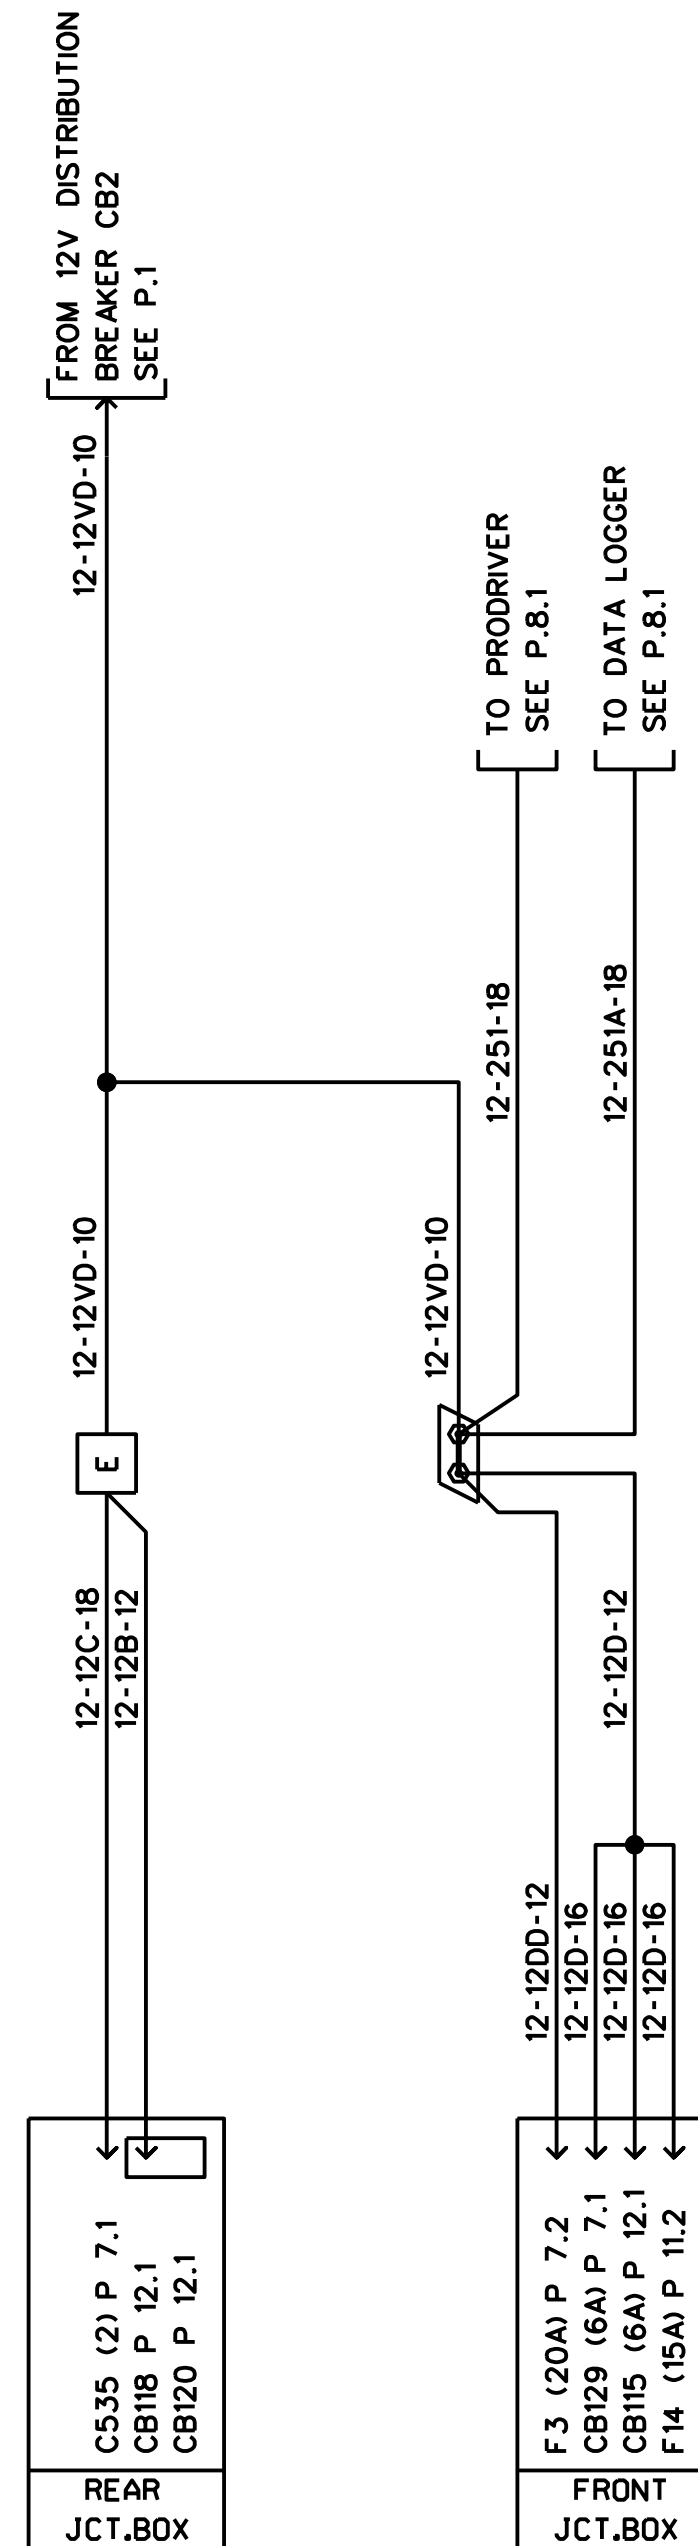 FROM 12V DISTRIBUTION
BREAKER CB2
SEE P.1
12-12VD-10
TO PRODRIVER
SEE P.8.1
TO DATA LOGGER
SEE P.8.1
12-251-18
12-251A-18
12-12VD-10
12-12VD-10
E
12-12C-18
12-12B-12
12-12D-12
12-12DD-12
12-12D-16
12-12D-16
12-12D-16
C535 (2) P 7.1
CB118 P 12.1
CB120 P 12.1
F3 (20A) P 7.2
CB129 (6A) P 7.1
CB115 (6A) P 12.1
F14 (15A) P 11.2
REAR
JCT.BOX
FRONT
JCT.BOX